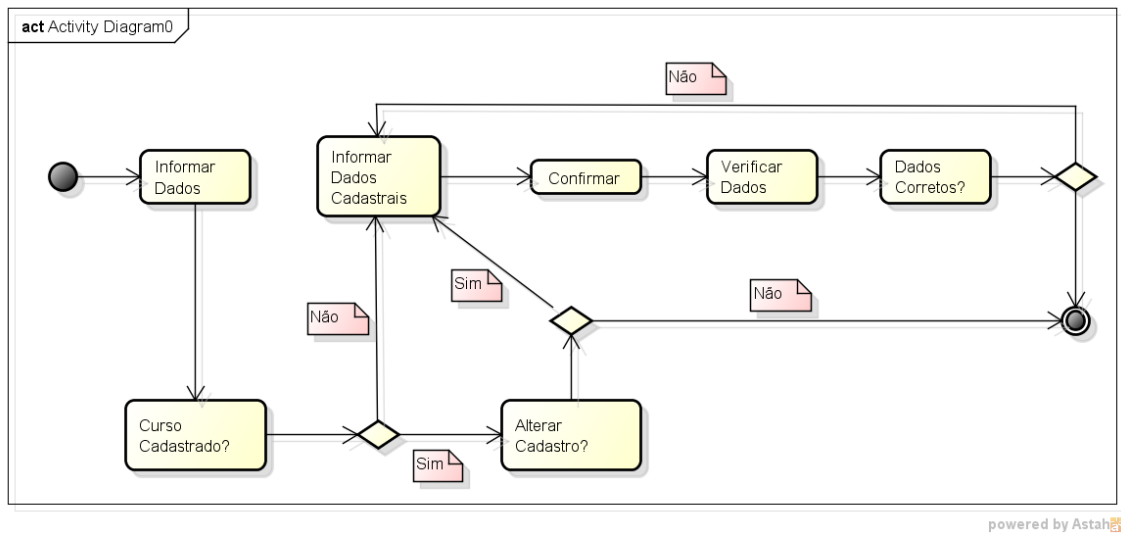 act Activity Diagram0
Não
Informar
Dados
Informar
Dados
Cadastrais
Confirmar
Verificar
Dados
Dados
Corretos?
Sim
Não
Não
Curso
Cadastrado?
Sim
Alterar
Cadastro?
powered by Astah